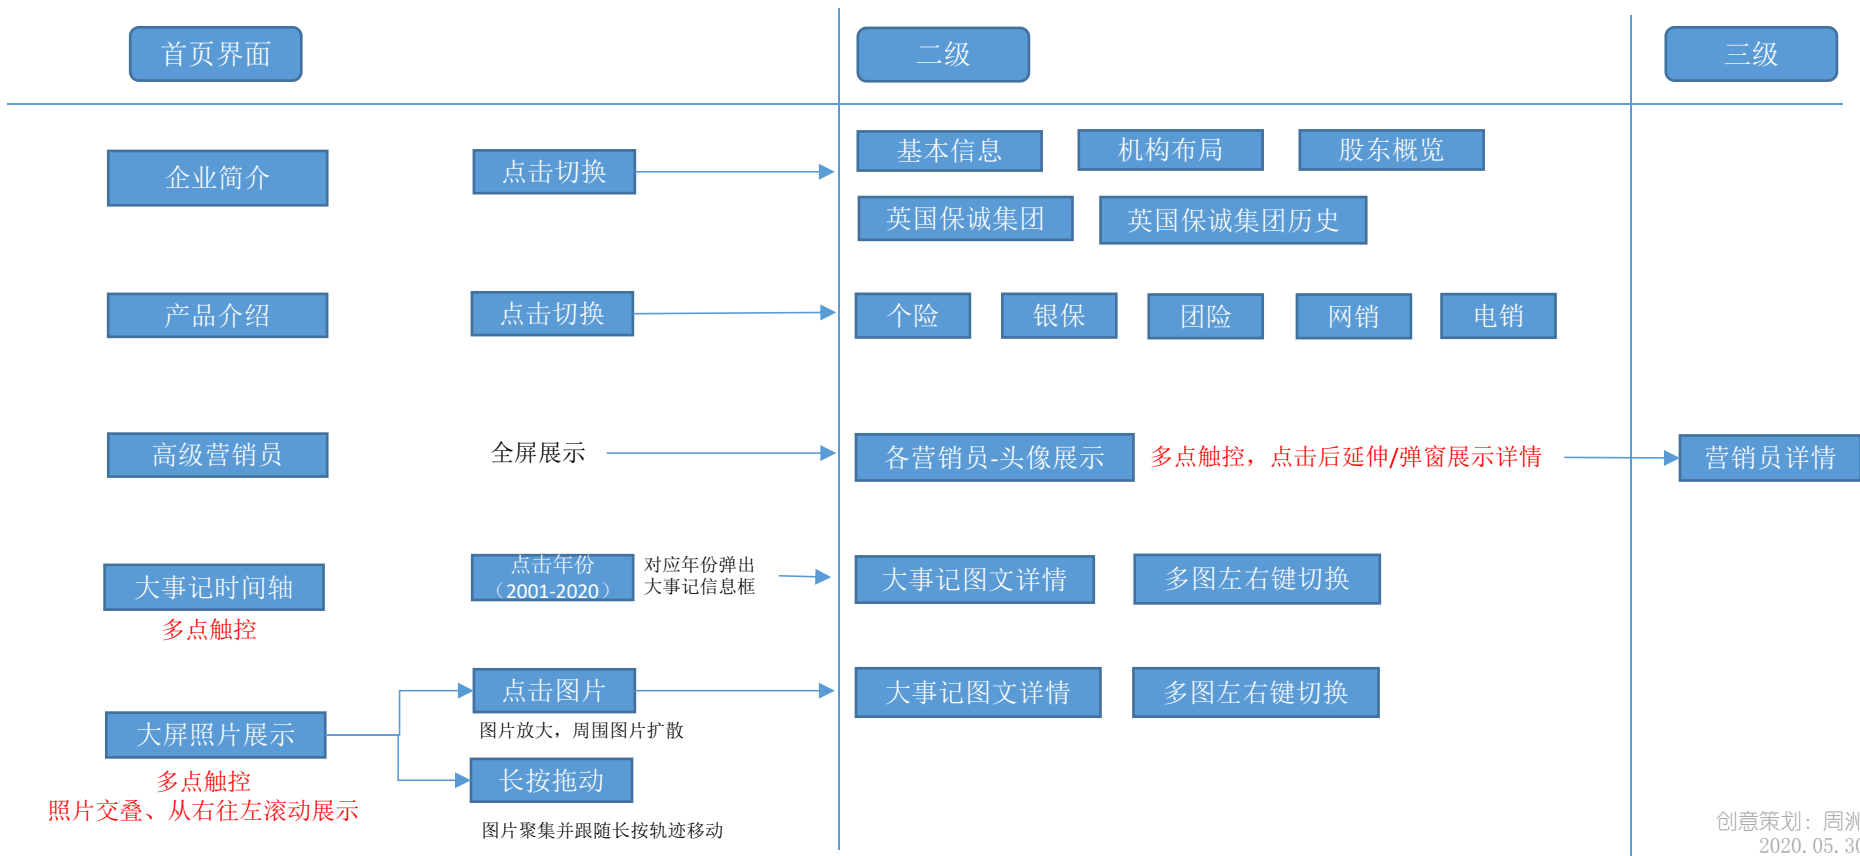 首页界面
二级
三级
企业简介
点击切换
基本信息
机构布局
股东概览
英国保诚集团
英国保诚集团历史
产品介绍
点击切换
个险
银保
团险
网销
电销
高级营销员
全屏展示
各营销员-头像展示
多点触控，点击后延伸/弹窗展示详情
营销员详情
大事记时间轴
多点触控
点击年份
（2001-2020）
对应年份弹出
大事记信息框
大事记图文详情
多图左右键切换
大屏照片展示
多点触控
照片交叠、从右往左滚动展示
点击图片
图片放大，周围图片扩散
大事记图文详情
多图左右键切换
长按拖动
图片聚集并跟随长按轨迹移动
创意策划：周
2020.05.30